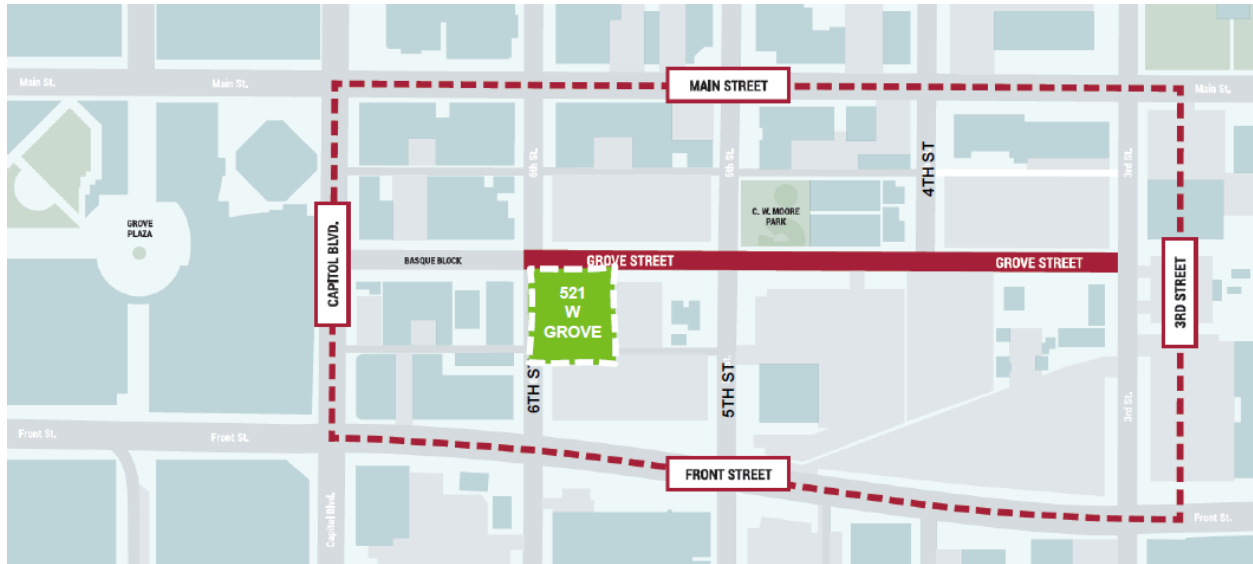 Main St.
Main St.
MAIN STREET
Main St.
6th St.
5th St.
4TH ST
3rd St.
C. W. MOORE
PARK
GROVE
PLAZA
CAPITOL BLVD.
BASQUE BLOCK
GROVE STREET
GROVE STREET
3RD STREET
521
W
GROVE
6TH ST
5TH ST
3rd St.
Front St.
Front St.
FRONT STREET
Front St.
Capitol Blvd.